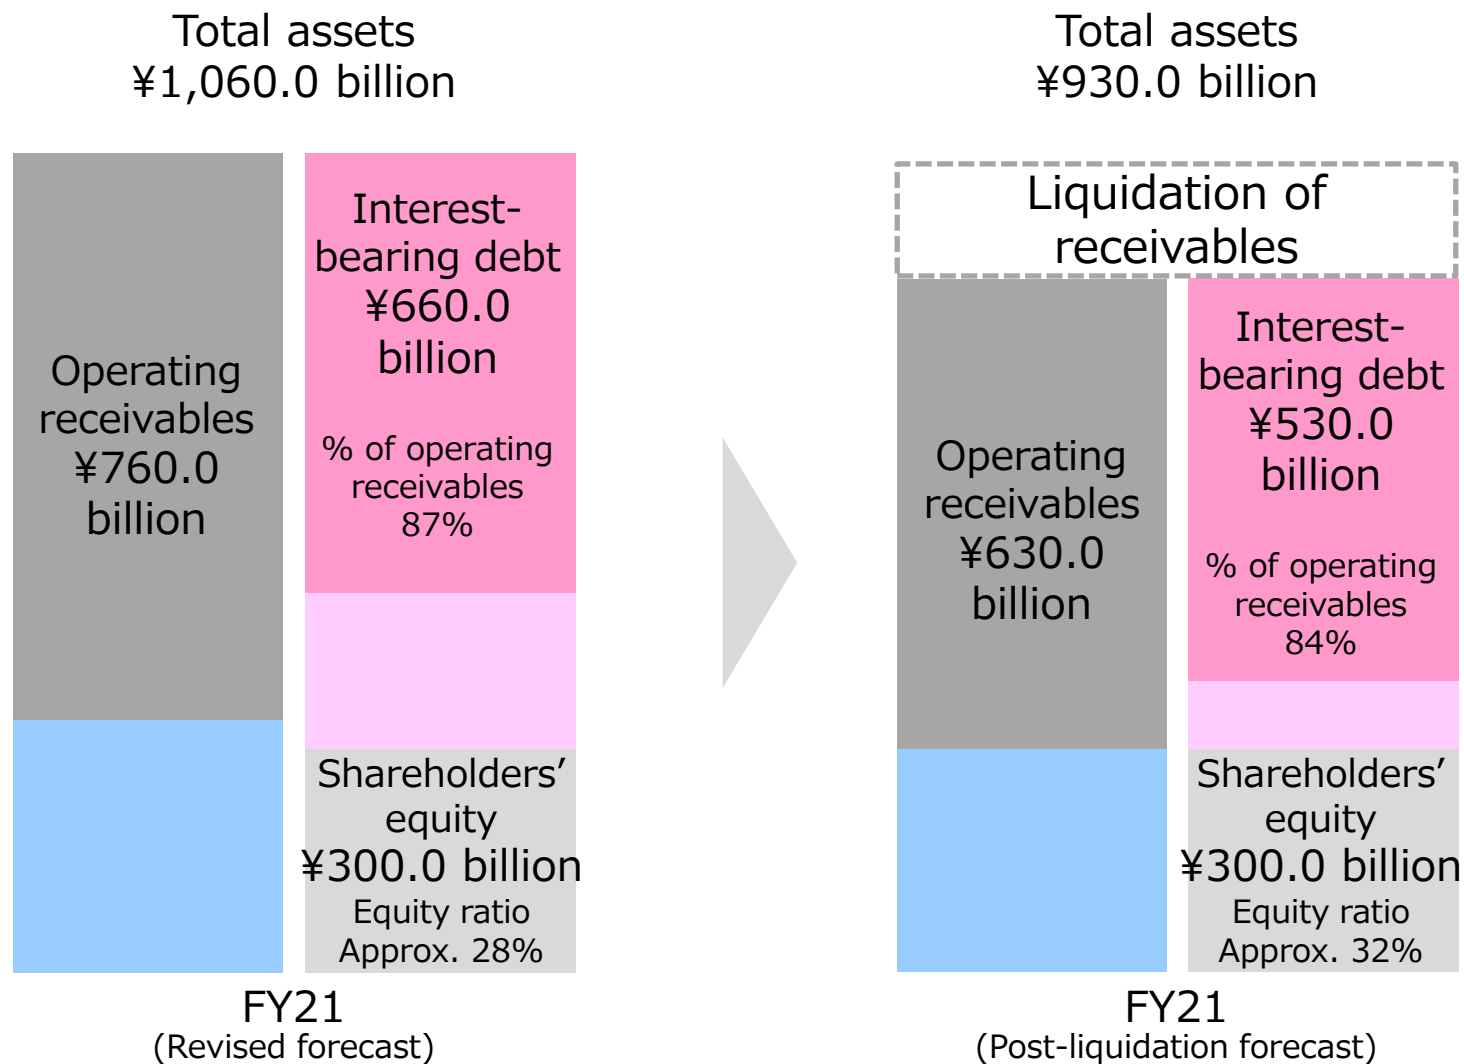 Total assets
¥1,060.0 billion
Interest-
bearing debt
¥660.0
billion
% of operating
receivables
87%
Operating
receivables
¥760.0
billion
Shareholders’
equity
¥300.0 billion
Equity ratio
Approx. 28%
FY21
(Revised forecast)
Total assets
¥930.0 billion
Liquidation of
receivables
Interest-
bearing debt
¥530.0
billion
% of operating
receivables
84%
Operating
receivables
¥630.0
billion
Shareholders’
equity
¥300.0 billion
Equity ratio
Approx. 32%
FY21
(Post-liquidation forecast)